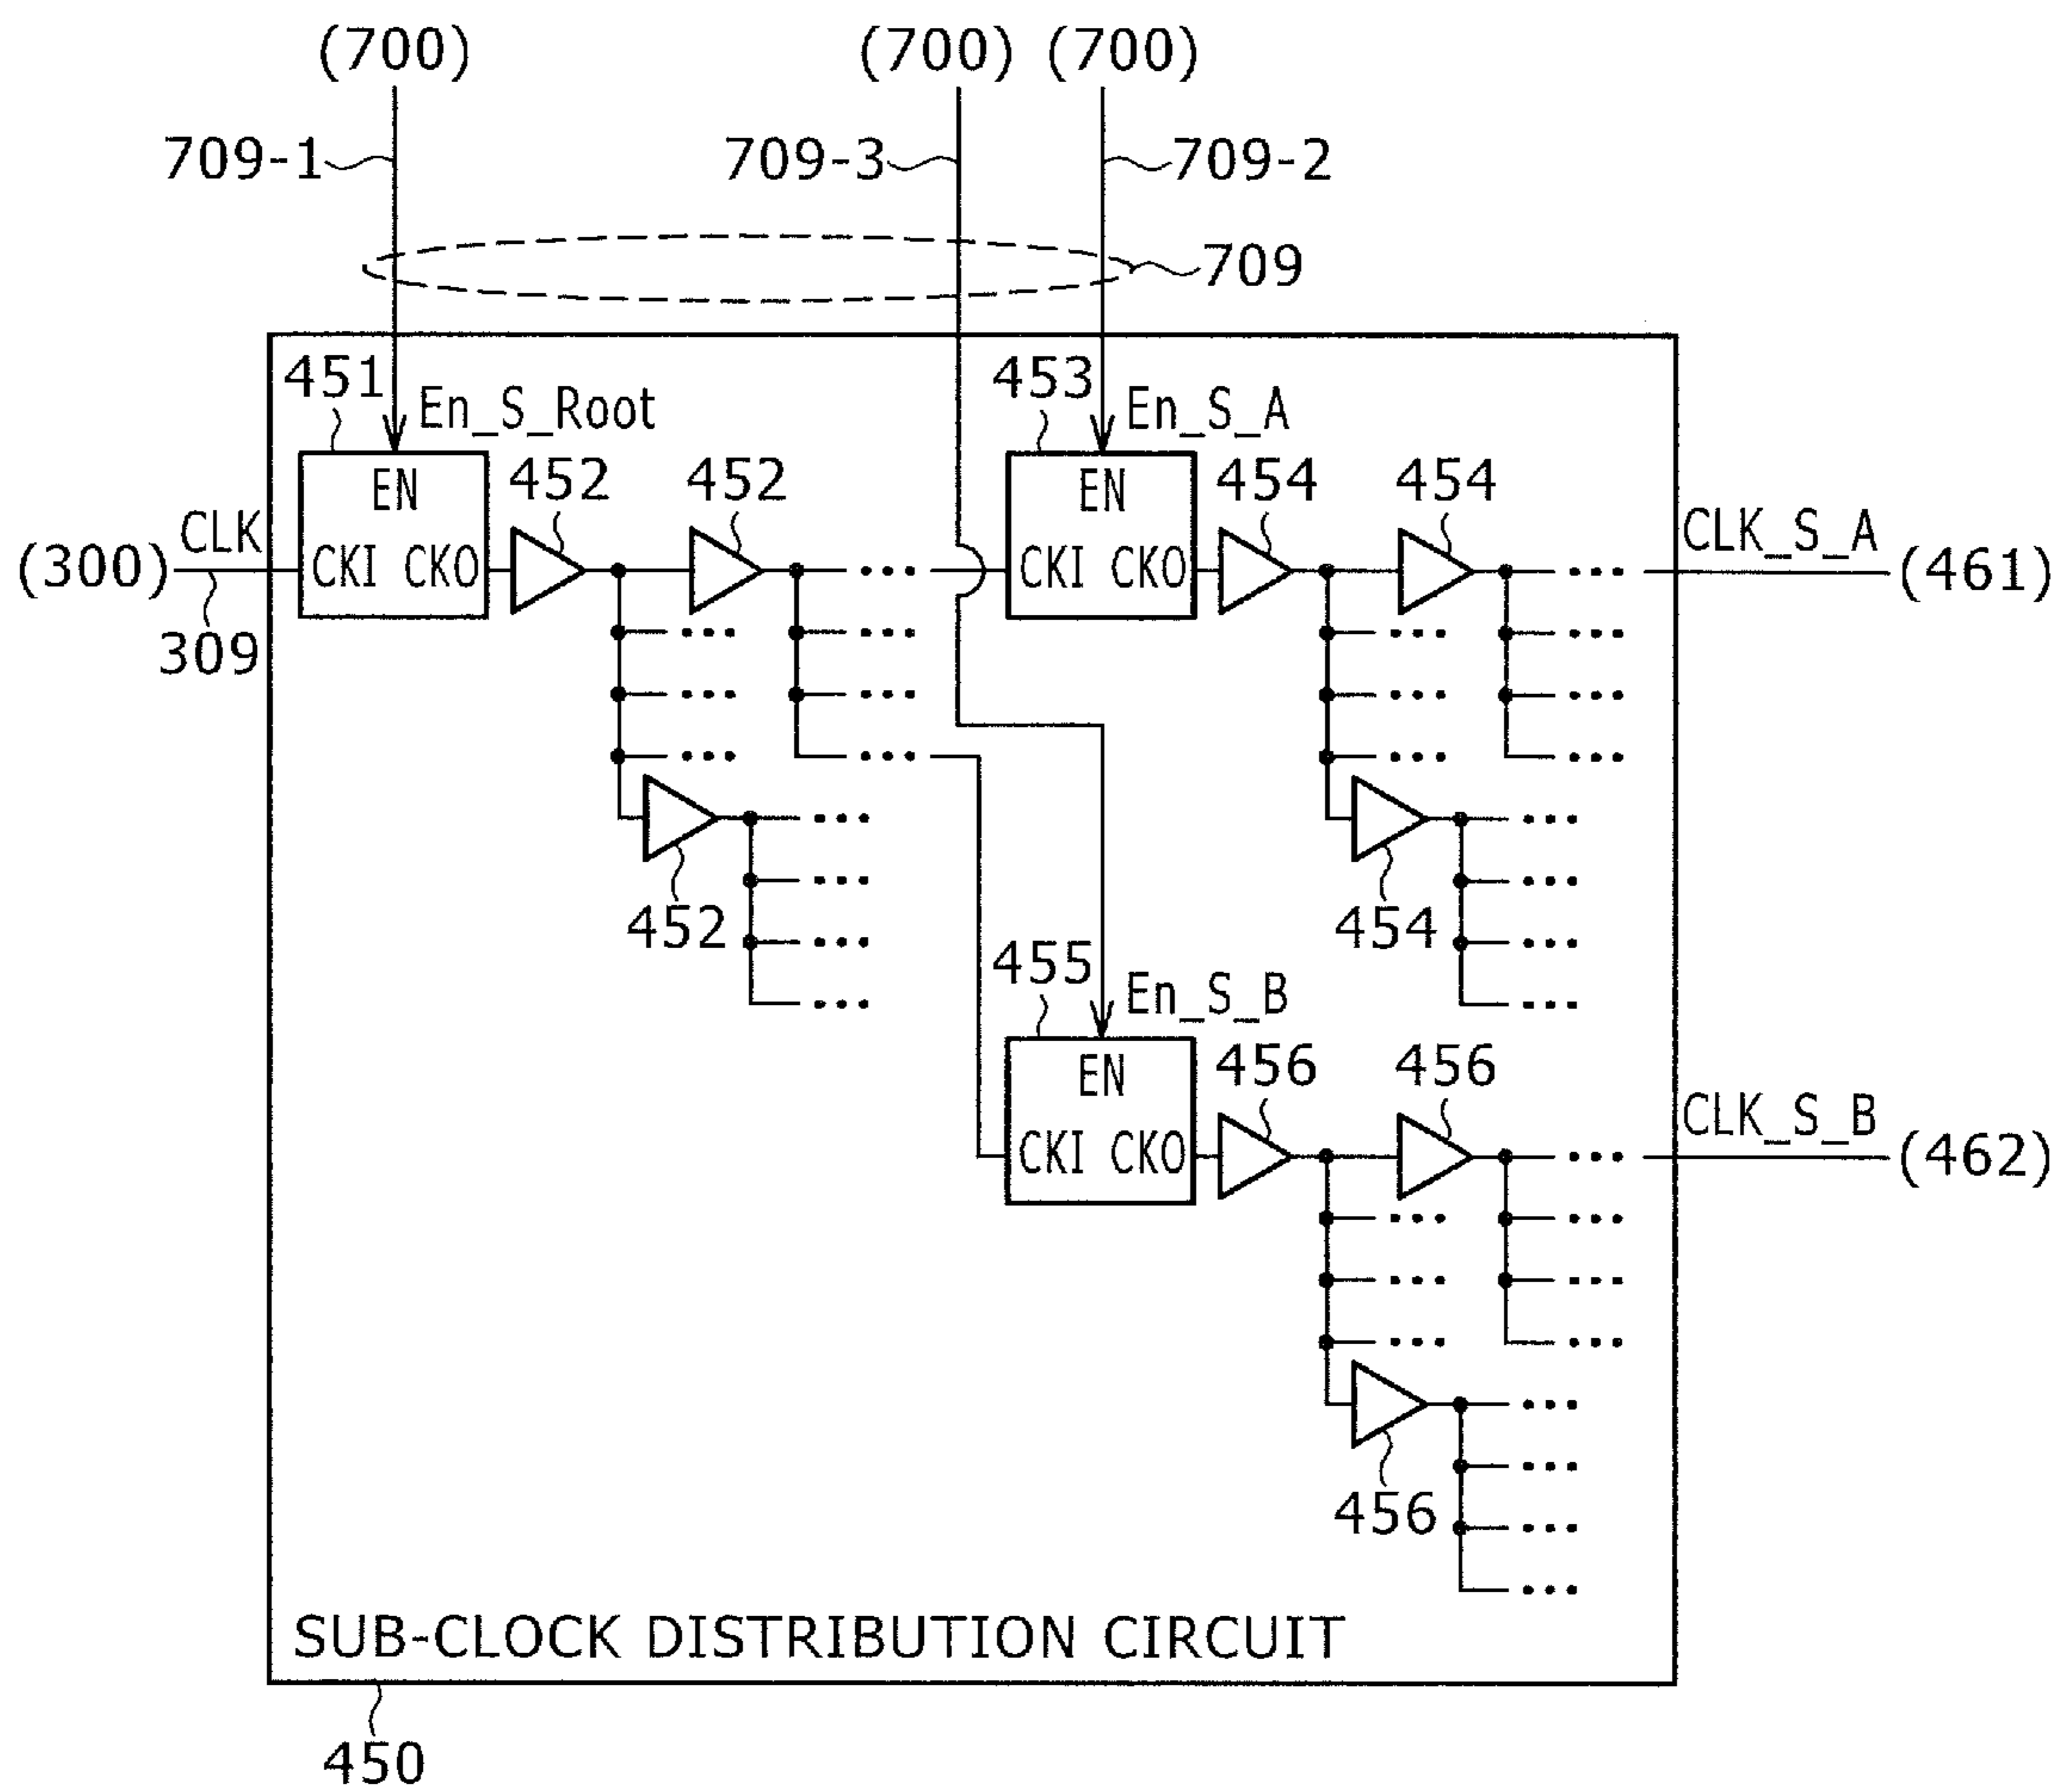 (700) (700) (700)
709-1 709-3 709-2
709
451 En_S_Root 453 En_S_A
EN 452 452 EN 454 454
CLK CLK_S_A
(300) CKI CKO ... CKI CKO ... (461)
309 ... ... ... ...
... ... ... ...
... ... ... ...
... ...
... ...
452 ... 454 ...
... ...
455 En_S_B
EN 456 456
CLK_S_B
CKI CKO ... (462)
... ...
... ...
... ...
...
...
456 ...
...
SUB-CLOCK DISTRIBUTION CIRCUIT
450